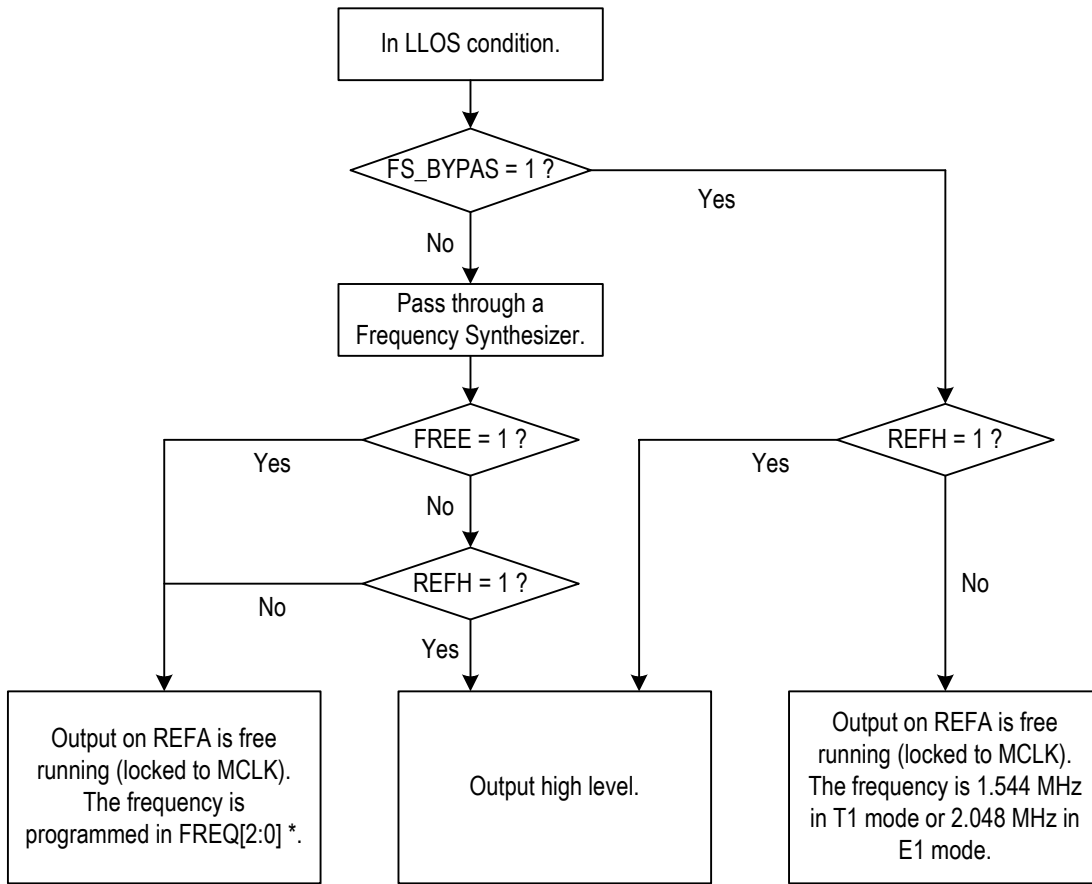 In LLOS condition.
FS_BYPAS = 1 ?
Yes
No
Pass through a
Frequency Synthesizer.
FREE = 1 ?
REFH = 1 ?
Yes
Yes
No
REFH = 1 ?
No
No
Yes
Output on REFA is free
running (locked to MCLK).
The frequency is
programmed in FREQ[2:0] *.
Output high level.
Output on REFA is free
running (locked to MCLK).
The frequency is 1.544 MHz
in T1 mode or 2.048 MHz in
E1 mode.